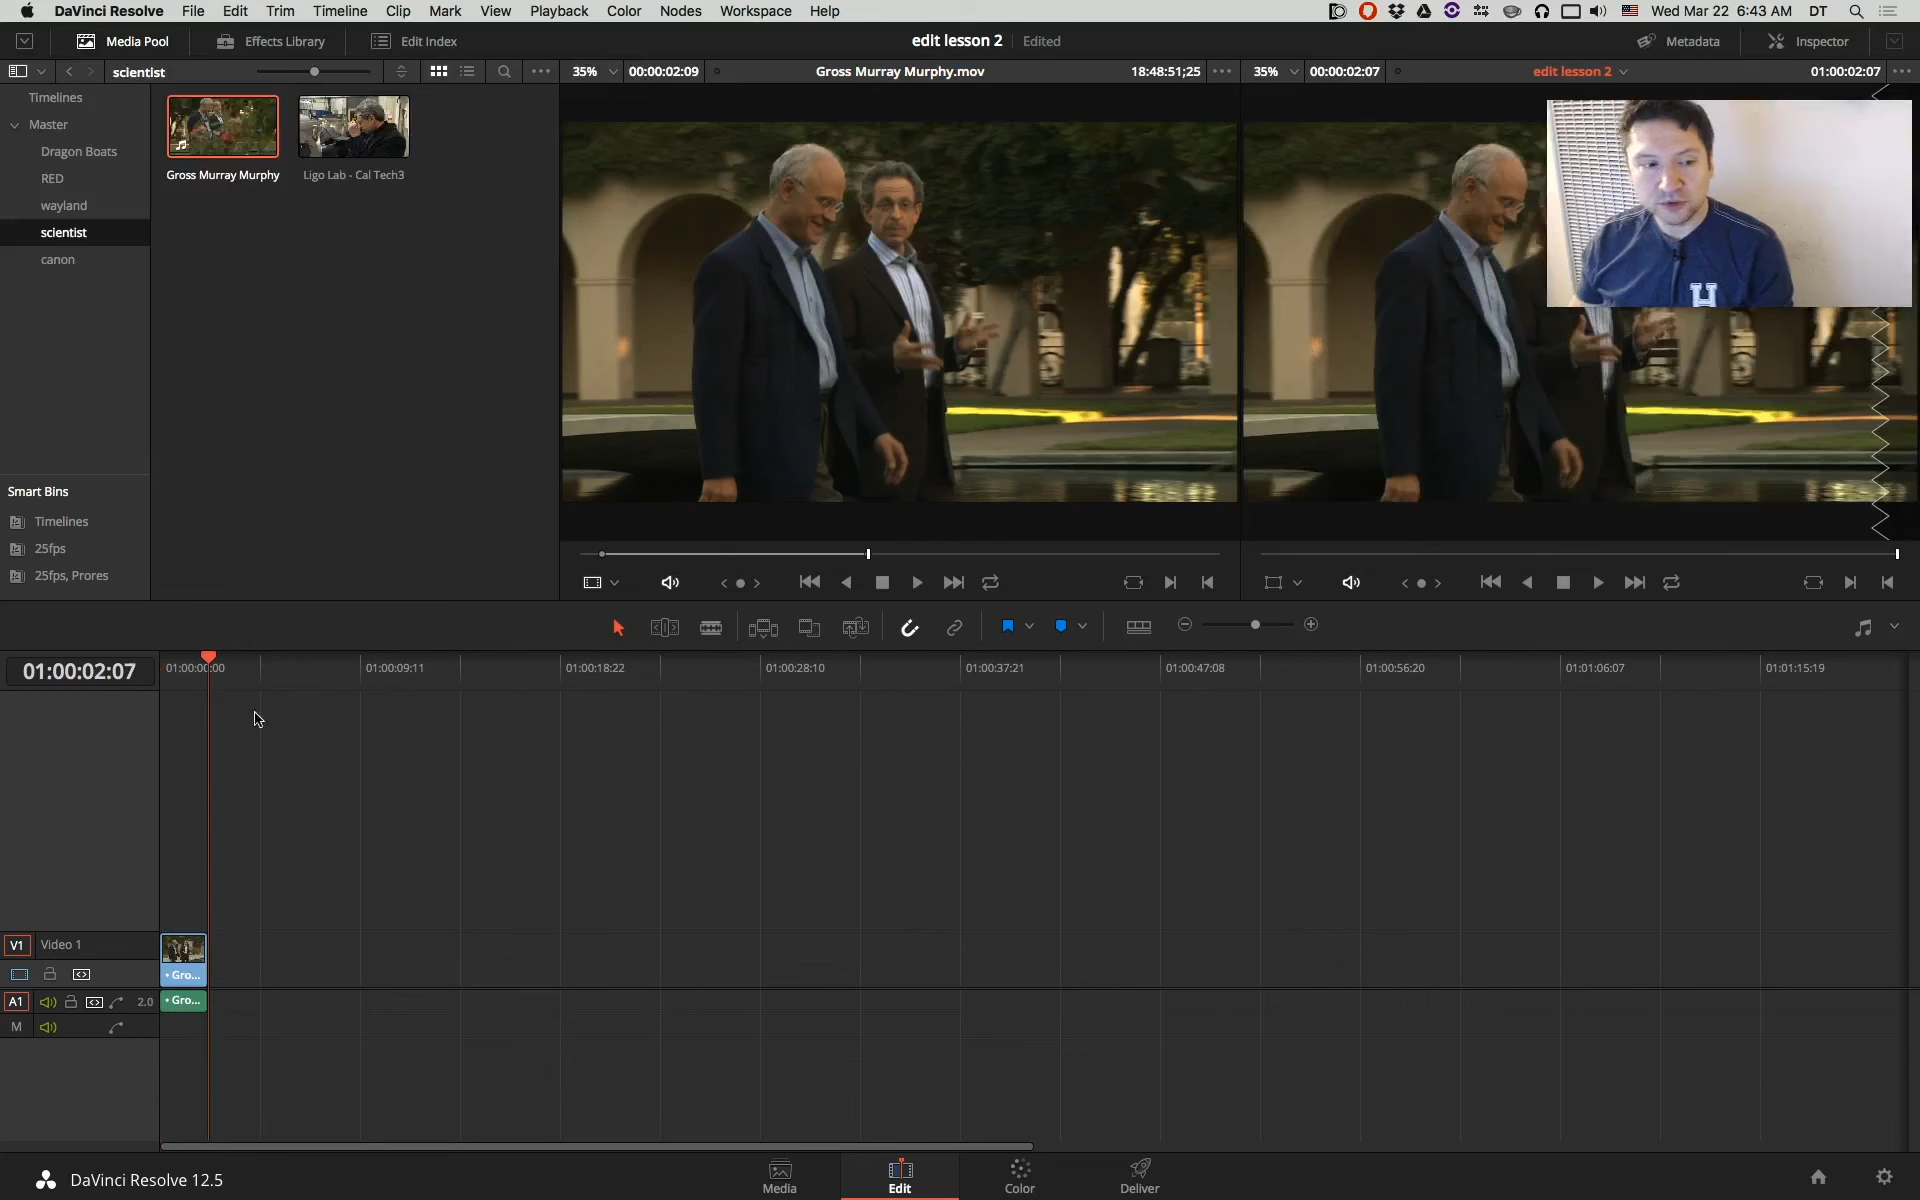 DaVinci Resolve File Edit Trim Timeline Clip Mark View Playback Color Nodes Workspace Help Wed Mar 22 6:43 AM DT
Media Pool Effects Library Edit Index edit lesson 2 Edited Metadata Inspector
scientist 35% 00:00:02:09 Gross Murray Murphy.mov 18:48:51;25 35% 00:00:02:07 edit lesson 2 01:00:02:07
Timelines
Master
Dragon Boats
RED
wayland
scientist
canon
Gross Murray Murphy Ligo Lab - Cal Tech3
H
Smart Bins
Timelines
25fps
25fps, Prores
01:00:02:07 01:00:00:00 01:00:09:11 01:00:18:22 01:00:28:10 01:00:37:21 01:00:47:08 01:00:56:20 01:01:06:07 01:01:15:19
V1 Video 1
• Gro...
A1 2.0 • Gro...
M
DaVinci Resolve 12.5 Media Edit Color Deliver